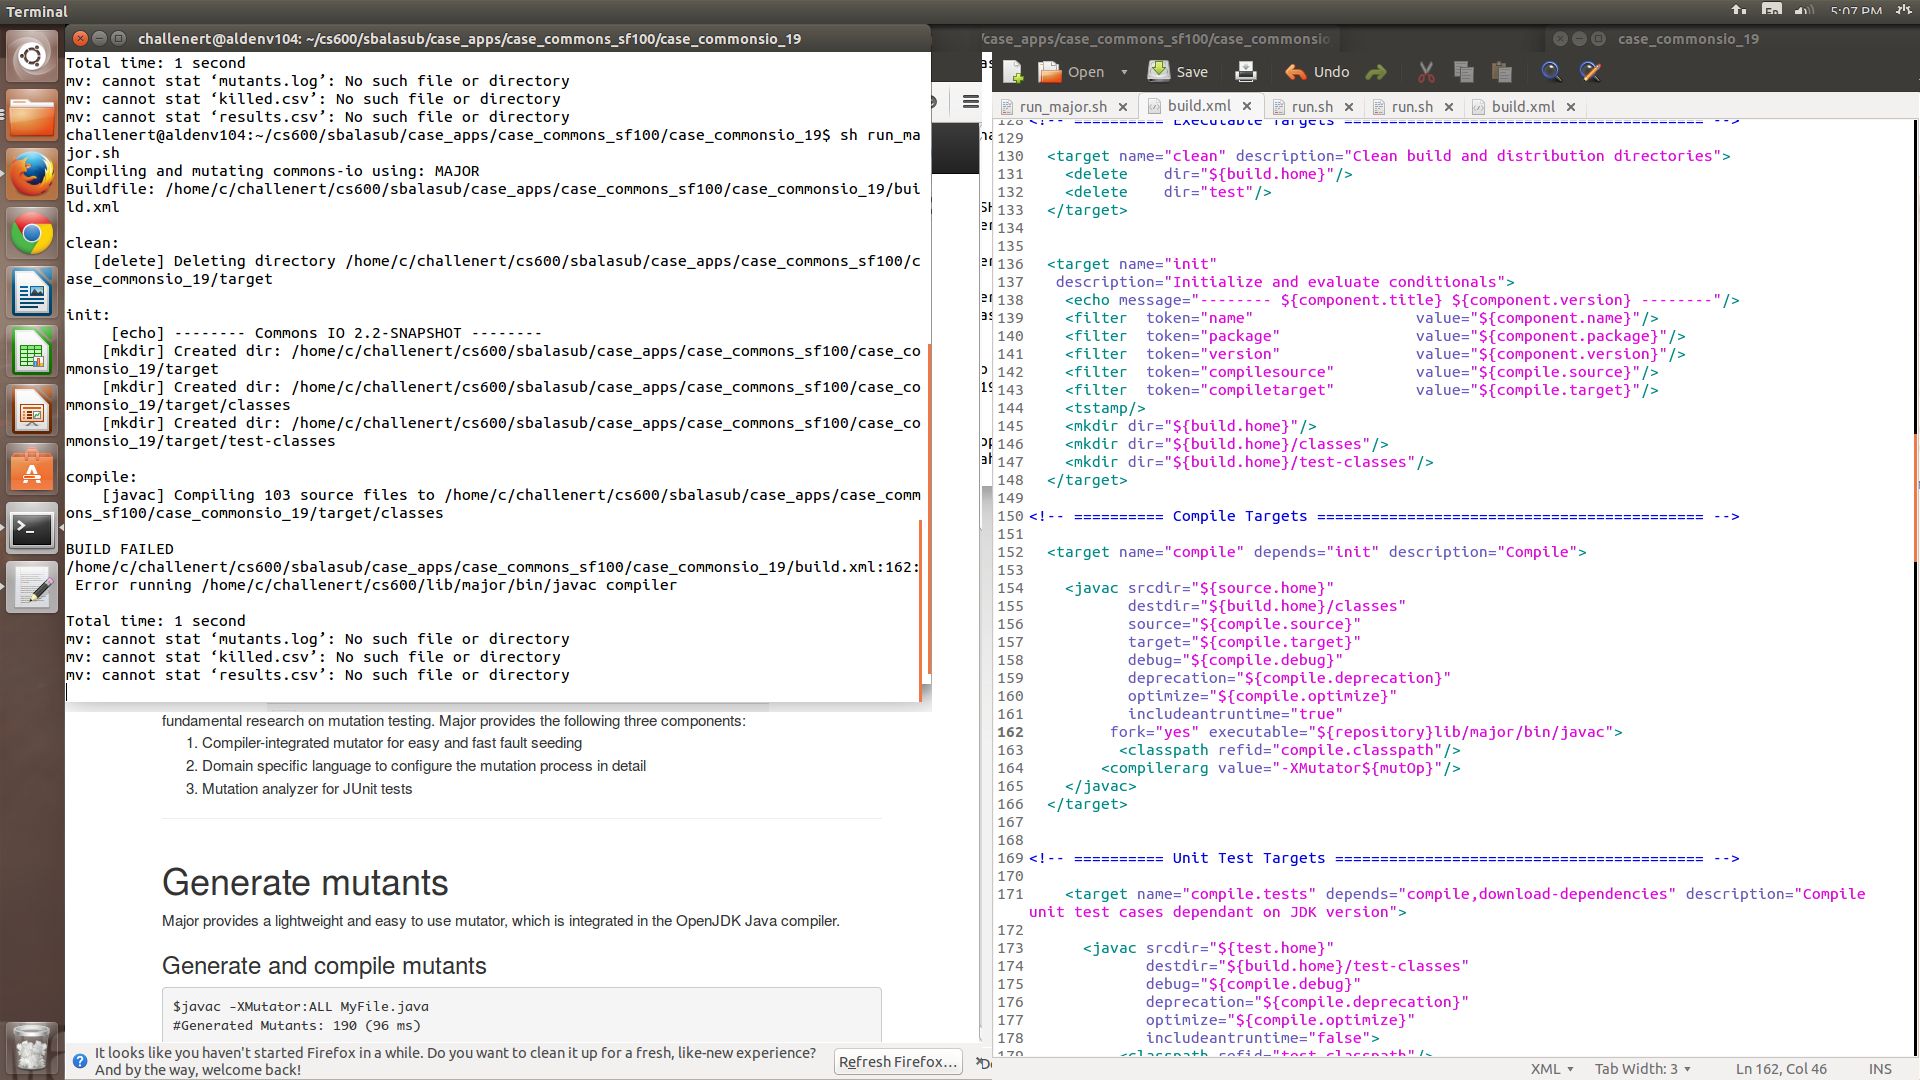 Terminal
5:07 PM
challenert@aldenv104: ~/cs600/sbalasub/case_apps/case_commons_sf100/case_commonsio_19
Total time: 1 second
mv: cannot stat ‘mutants.log’: No such file or directory
mv: cannot stat ‘killed.csv’: No such file or directory
mv: cannot stat ‘results.csv’: No such file or directory
challenert@aldenv104:~/cs600/sbalasub/case_apps/case_commons_sf100/case_commonsio_19$ sh run_ma
jor.sh
Compiling and mutating commons-io using: MAJOR
Buildfile: /home/c/challenert/cs600/sbalasub/case_apps/case_commons_sf100/case_commonsio_19/bui
ld.xml
clean:
[delete] Deleting directory /home/c/challenert/cs600/sbalasub/case_apps/case_commons_sf100/c
ase_commonsio_19/target
init:
[echo] -------- Commons IO 2.2-SNAPSHOT --------
[mkdir] Created dir: /home/c/challenert/cs600/sbalasub/case_apps/case_commons_sf100/case_co
mmonsio_19/target
[mkdir] Created dir: /home/c/challenert/cs600/sbalasub/case_apps/case_commons_sf100/case_co
mmonsio_19/target/classes
[mkdir] Created dir: /home/c/challenert/cs600/sbalasub/case_apps/case_commons_sf100/case_co
mmonsio_19/target/test-classes
compile:
[javac] Compiling 103 source files to /home/c/challenert/cs600/sbalasub/case_apps/case_comm
ons_sf100/case_commonsio_19/target/classes
BUILD FAILED
/home/c/challenert/cs600/sbalasub/case_apps/case_commons_sf100/case_commonsio_19/build.xml:162:
Error running /home/c/challenert/cs600/lib/major/bin/javac compiler
Total time: 1 second
mv: cannot stat ‘mutants.log’: No such file or directory
mv: cannot stat ‘killed.csv’: No such file or directory
mv: cannot stat ‘results.csv’: No such file or directory
fundamental research on mutation testing. Major provides the following three components:
1. Compiler-integrated mutator for easy and fast fault seeding
2. Domain specific language to configure the mutation process in detail
3. Mutation analyzer for JUnit tests
Generate mutants
Major provides a lightweight and easy to use mutator, which is integrated in the OpenJDK Java compiler.
Generate and compile mutants
$javac -XMutator:ALL MyFile.java
#Generated Mutants: 190 (96 ms)
It looks like you haven't started Firefox in a while. Do you want to clean it up for a fresh, like-new experience?
And by the way, welcome back!
Refresh Firefox…
/case_apps/case_commons_sf100/case_commonsio
case_commonsio_19
Open Save Undo
run_major.sh build.xml run.sh run.sh build.xml
128 <!-- ========== Executable Targets ========================================= -->
129
130 <target name="clean" description="Clean build and distribution directories">
131 <delete    dir="${build.home}"/>
132 <delete    dir="test"/>
133 </target>
134
135
136 <target name="init"
137 description="Initialize and evaluate conditionals">
138 <echo message="-------- ${component.title} ${component.version} --------"/>
139 <filter  token="name"                  value="${component.name}"/>
140 <filter  token="package"               value="${component.package}"/>
141 <filter  token="version"               value="${component.version}"/>
142 <filter  token="compilesource"         value="${compile.source}"/>
143 <filter  token="compiletarget"         value="${compile.target}"/>
144 <tstamp/>
145 <mkdir dir="${build.home}"/>
146 <mkdir dir="${build.home}/classes"/>
147 <mkdir dir="${build.home}/test-classes"/>
148 </target>
149
150 <!-- ========== Compile Targets =========================================== -->
151
152 <target name="compile" depends="init" description="Compile">
153
154 <javac srcdir="${source.home}"
155 destdir="${build.home}/classes"
156 source="${compile.source}"
157 target="${compile.target}"
158 debug="${compile.debug}"
159 deprecation="${compile.deprecation}"
160 optimize="${compile.optimize}"
161 includeantruntime="true"
162 fork="yes" executable="${repository}lib/major/bin/javac">
163 <classpath refid="compile.classpath"/>
164 <compilerarg value="-XMutator${mutOp}"/>
165 </javac>
166 </target>
167
168
169 <!-- ========== Unit Test Targets ========================================= -->
170
171 <target name="compile.tests" depends="compile,download-dependencies" description="Compile
unit test cases dependant on JDK version">
172
173 <javac srcdir="${test.home}"
174 destdir="${build.home}/test-classes"
175 debug="${compile.debug}"
176 deprecation="${compile.deprecation}"
177 optimize="${compile.optimize}"
178 includeantruntime="false">
179 <classpath refid="test.classpath"/>
XML Tab Width: 3 Ln 162, Col 46 INS